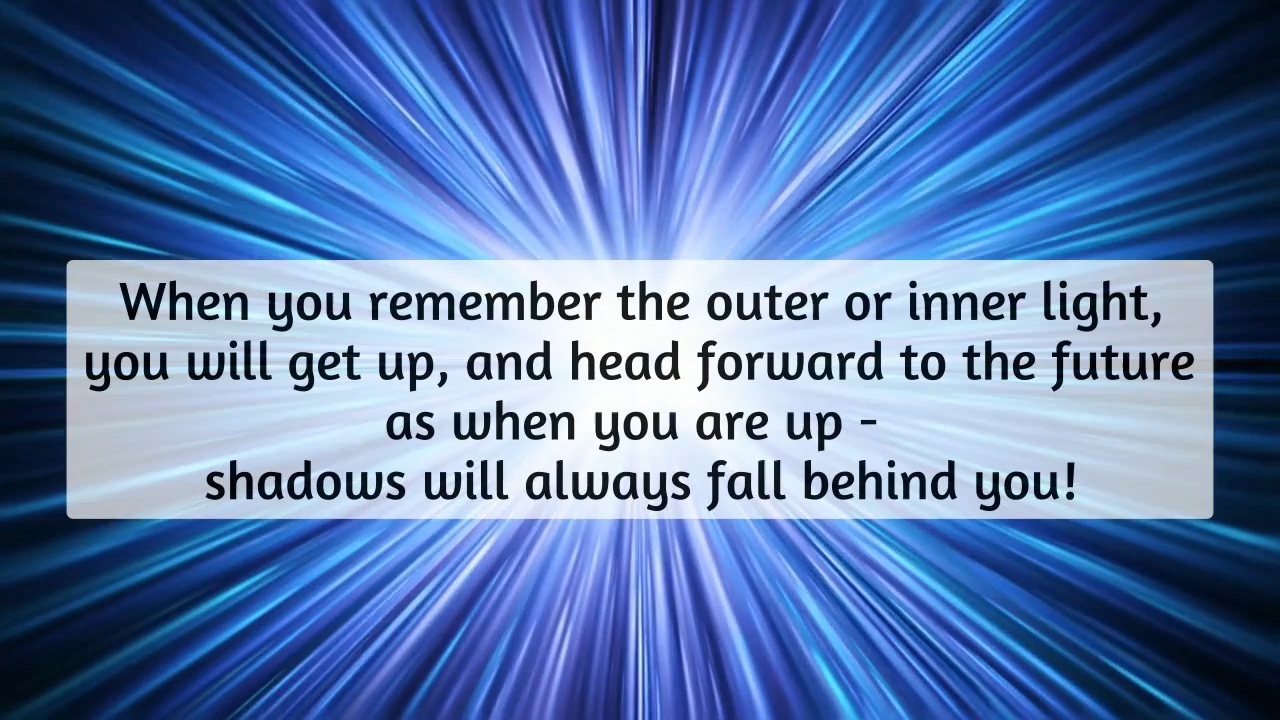 When you remember the outer or inner light,
you will get up, and head forward to the future
as when you are up -
shadows will always fall behind you!